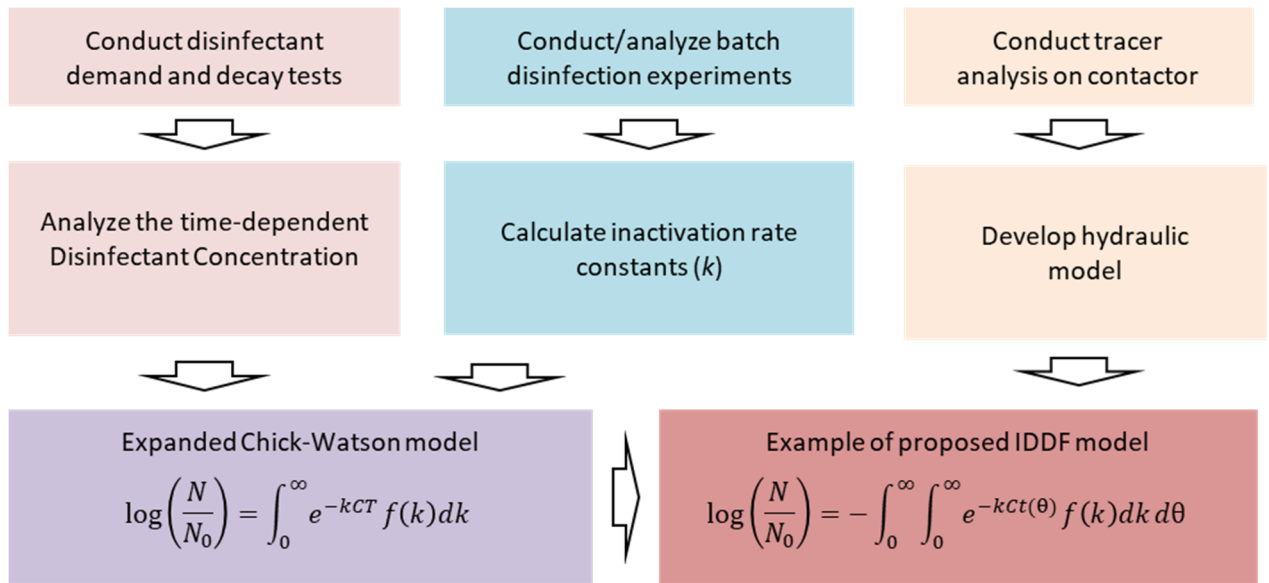 Conduct disinfectant
demand and decay tests
Conduct/analyze batch
disinfection experiments
Conduct tracer
analysis on contactor
Analyze the time-dependent
Disinfectant Concentration
Calculate inactivation rate
constants (k)
Develop hydraulic
model
Expanded Chick-Watson model
log(N/N₀) = ∫₀^∞ e^{-kCT} f(k)dk
Example of proposed IDDF model
log(N/N₀) = −∫₀^∞ ∫₀^∞ e^{-kCt(θ)} f(k)dk dθ